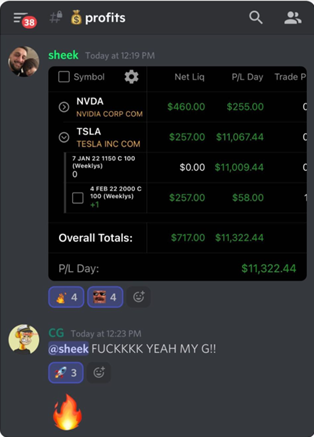 38
profits
sheek Today at 12:19 PM
Symbol Net Liq P/L Day Trade P
NVDA $460.00 $255.00 0
NVIDIA CORP COM
TSLA $257.00 $11,067.44
TESLA INC COM
7 JAN 22 1150 C 100 (Weeklys)
0 $0.00 $11,009.44
4 FEB 22 2000 C
100 (Weeklys) $257.00 $58.00 1
+1
Overall Totals: $717.00 $11,322.44
P/L Day: $11,322.44
4 4
CG Today at 12:23 PM
@sheek FUCKKKK YEAH MY G!!
3